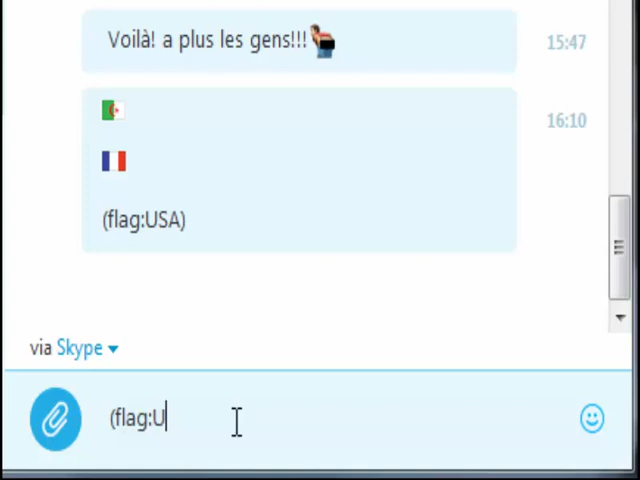 Voilà! a plus les gens!!!
15:47
16:10
(flag:USA)
via Skype
(flag:U